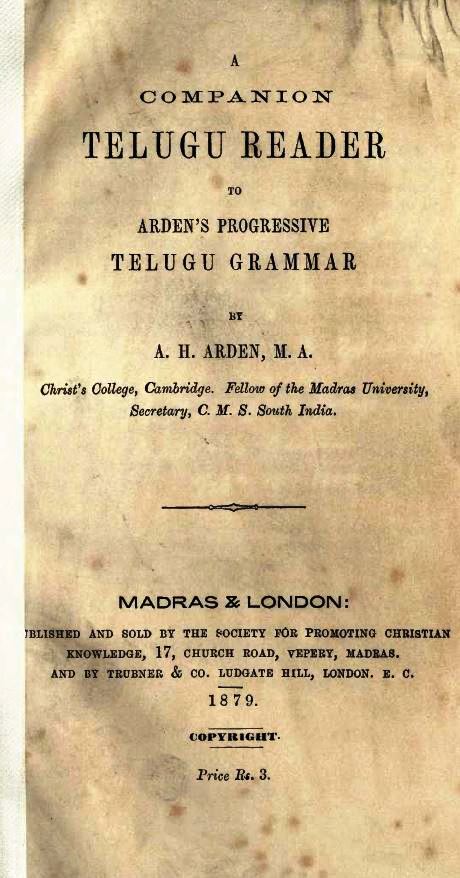 A
COMPANION
TELUGU READER
TO
ARDEN'S PROGRESSIVE
TELUGU GRAMMAR
BY
A. H. ARDEN, M. A.
Christ's College, Cambridge. Fellow of the Madras University,
Secretary, C. M. S. South India.
MADRAS & LONDON:
UBLISHED AND SOLD BY THE SOCIETY FOR PROMOTING CHRISTIAN
KNOWLEDGE, 17, CHURCH ROAD, VEPERY, MADRAS.
AND BY TRUBNER & CO. LUDGATE HILL, LONDON. E. C.
1879.
COPYRIGHT.
Price Rs. 3.